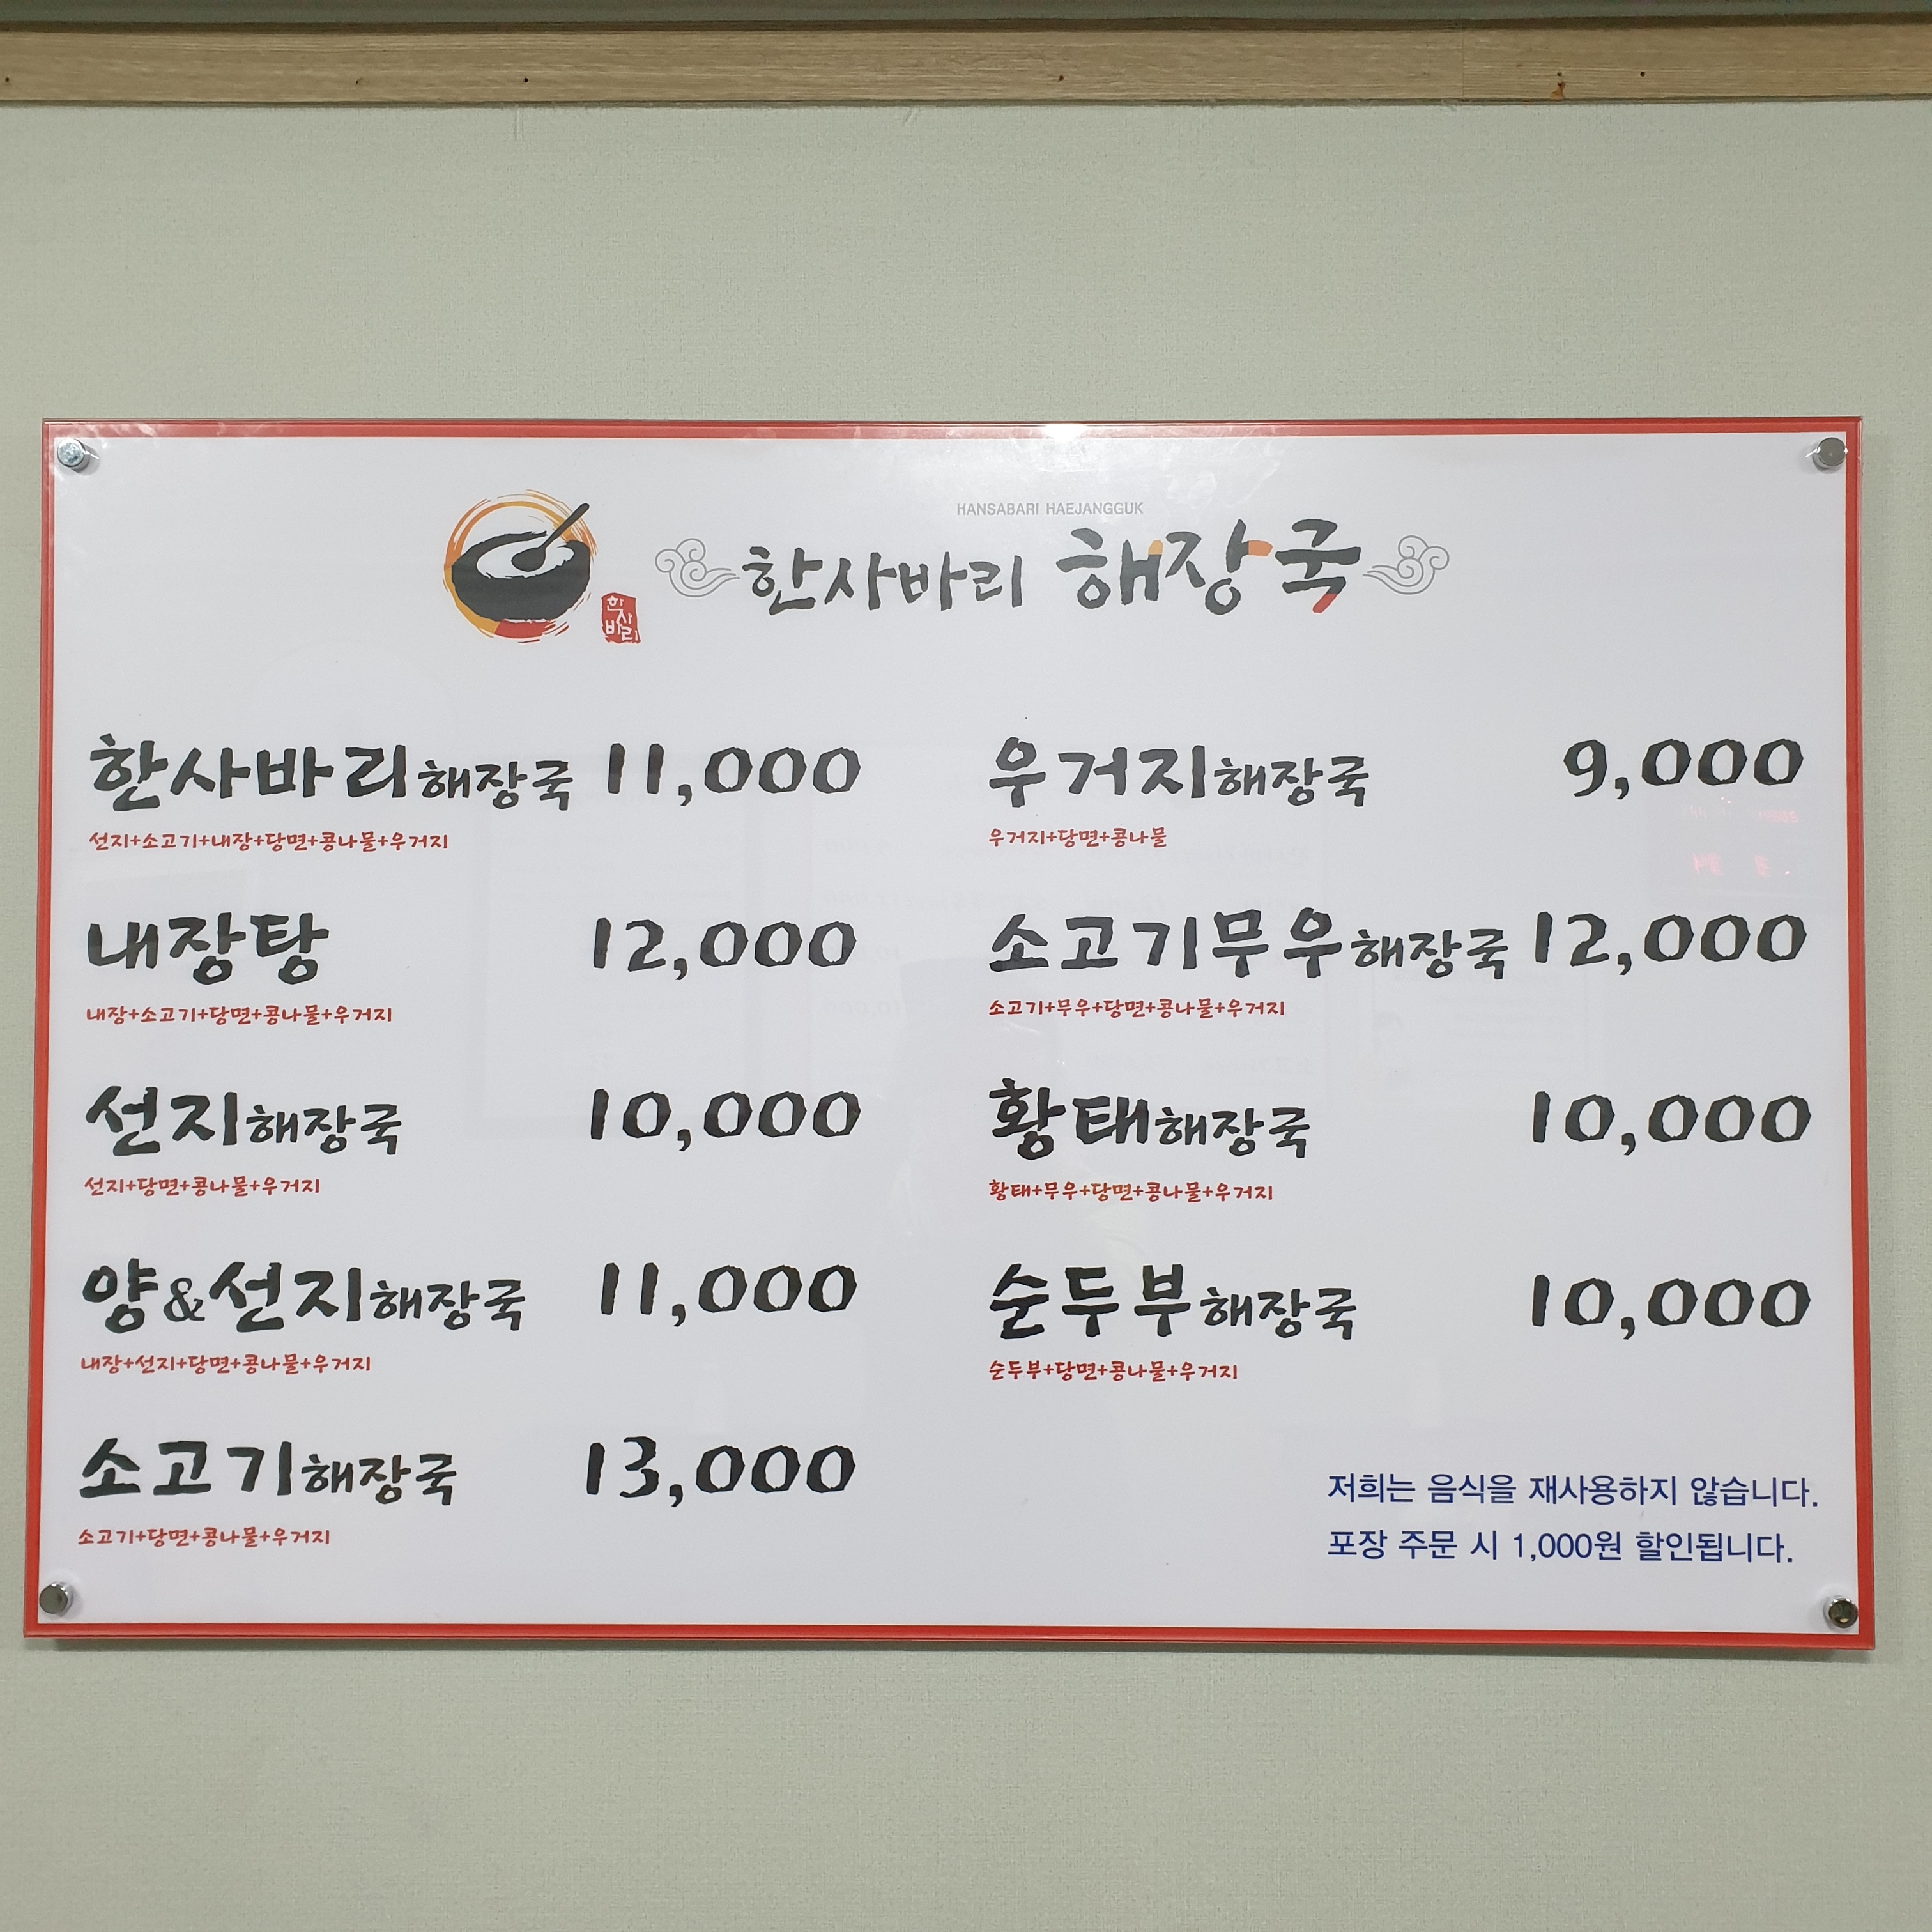 HANSABARI HAEJANGGUK
한사바리 해장국
한사바리
한사바리해장국 11,000
선지+소고기+내장+당면+콩나물+우거지
내장탕 12,000
내장+소고기+당면+콩나물+우거지
선지해장국 10,000
선지+당면+콩나물+우거지
양&선지해장국 11,000
내장+선지+당면+콩나물+우거지
소고기해장국 13,000
소고기+당면+콩나물+우거지
우거지해장국 9,000
우거지+당면+콩나물
소고기무우해장국 12,000
소고기+무우+당면+콩나물+우거지
황태해장국 10,000
황태+무우+당면+콩나물+우거지
순두부해장국 10,000
순두부+당면+콩나물+우거지
저희는 음식을 재사용하지 않습니다.
포장 주문 시 1,000원 할인됩니다.